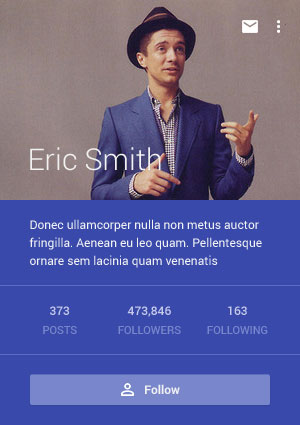 Eric Smith
Donec ullamcorper nulla non metus auctor
fringilla. Aenean eu leo quam. Pellentesque
ornare sem lacinia quam venenatis
373 473,846 163
POSTS FOLLOWERS FOLLOWING
Follow